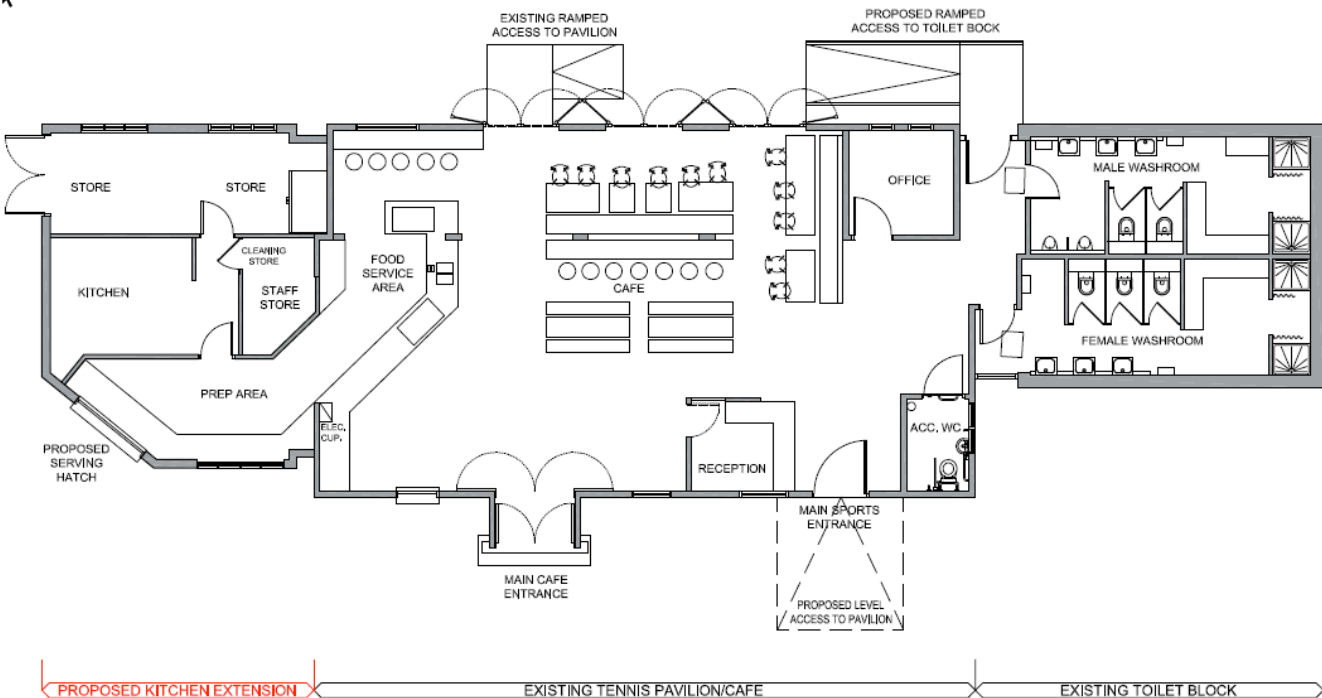 EXISTING RAMPED
ACCESS TO PAVILION
PROPOSED RAMPED
ACCESS TO TOILET BOCK
STORE
STORE
OFFICE
MALE WASHROOM
CLEANING
STORE
KITCHEN
STAFF
STORE
FOOD
SERVICE
AREA
CAFE
FEMALE WASHROOM
PREP AREA
ELEC.
CUP.
ACC. WC
PROPOSED
SERVING
HATCH
RECEPTION
MAIN SPORTS
ENTRANCE
MAIN CAFE
ENTRANCE
PROPOSED LEVEL
ACCESS TO PAVILION
PROPOSED KITCHEN EXTENSION
EXISTING TENNIS PAVILION/CAFE
EXISTING TOILET BLOCK